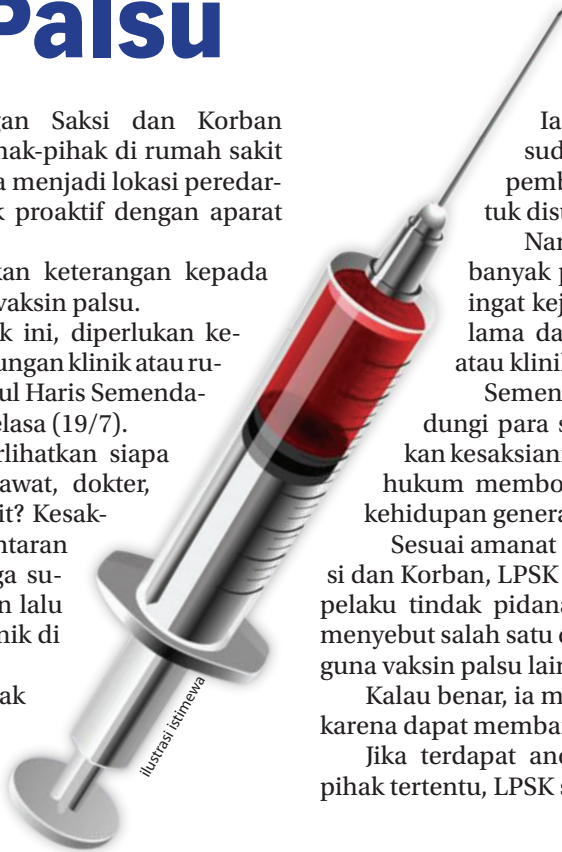 Palsu
gan Saksi dan Korban
hak-pihak di rumah sakit
a menjadi lokasi peredar-
k proaktif dengan aparat
kan keterangan kepada
vaksin palsu.
k ini, diperlukan ke-
ungan klinik atau ru-
ul Haris Semenda-
elasa (19/7).
rlihatkan siapa
awat, dokter,
it? Kesak-
ntaran
ga su-
n lalu
nik di
ak
ilustrasi istimewa
Ia
sud
pemb
tuk disu
Nar
banyak p
ingat kej
lama da
atau klinik
Semen
dungi para s
kan kesaksiann
hukum membo
kehidupan genera
Sesuai amanat
si dan Korban, LPSK
pelaku tindak pidana
menyebut salah satu
guna vaksin palsu lain
Kalau benar, ia m
karena dapat memban
Jika terdapat anc
pihak tertentu, LPSK s